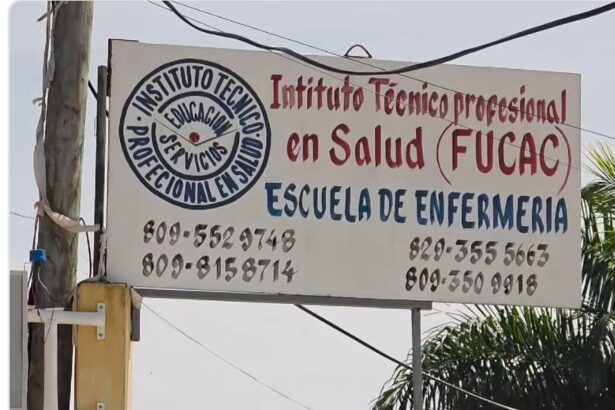 INSTITUTO TECNICO
PROFECIONAL EN SALUD
EDUCACION
SERVICIOS
Intituto Técnico profesional
en Salud (FUCAC)
ESCUELA DE ENFERMERIA
809-552 9748
809-815 8714
829-355 5663
809-350 9918